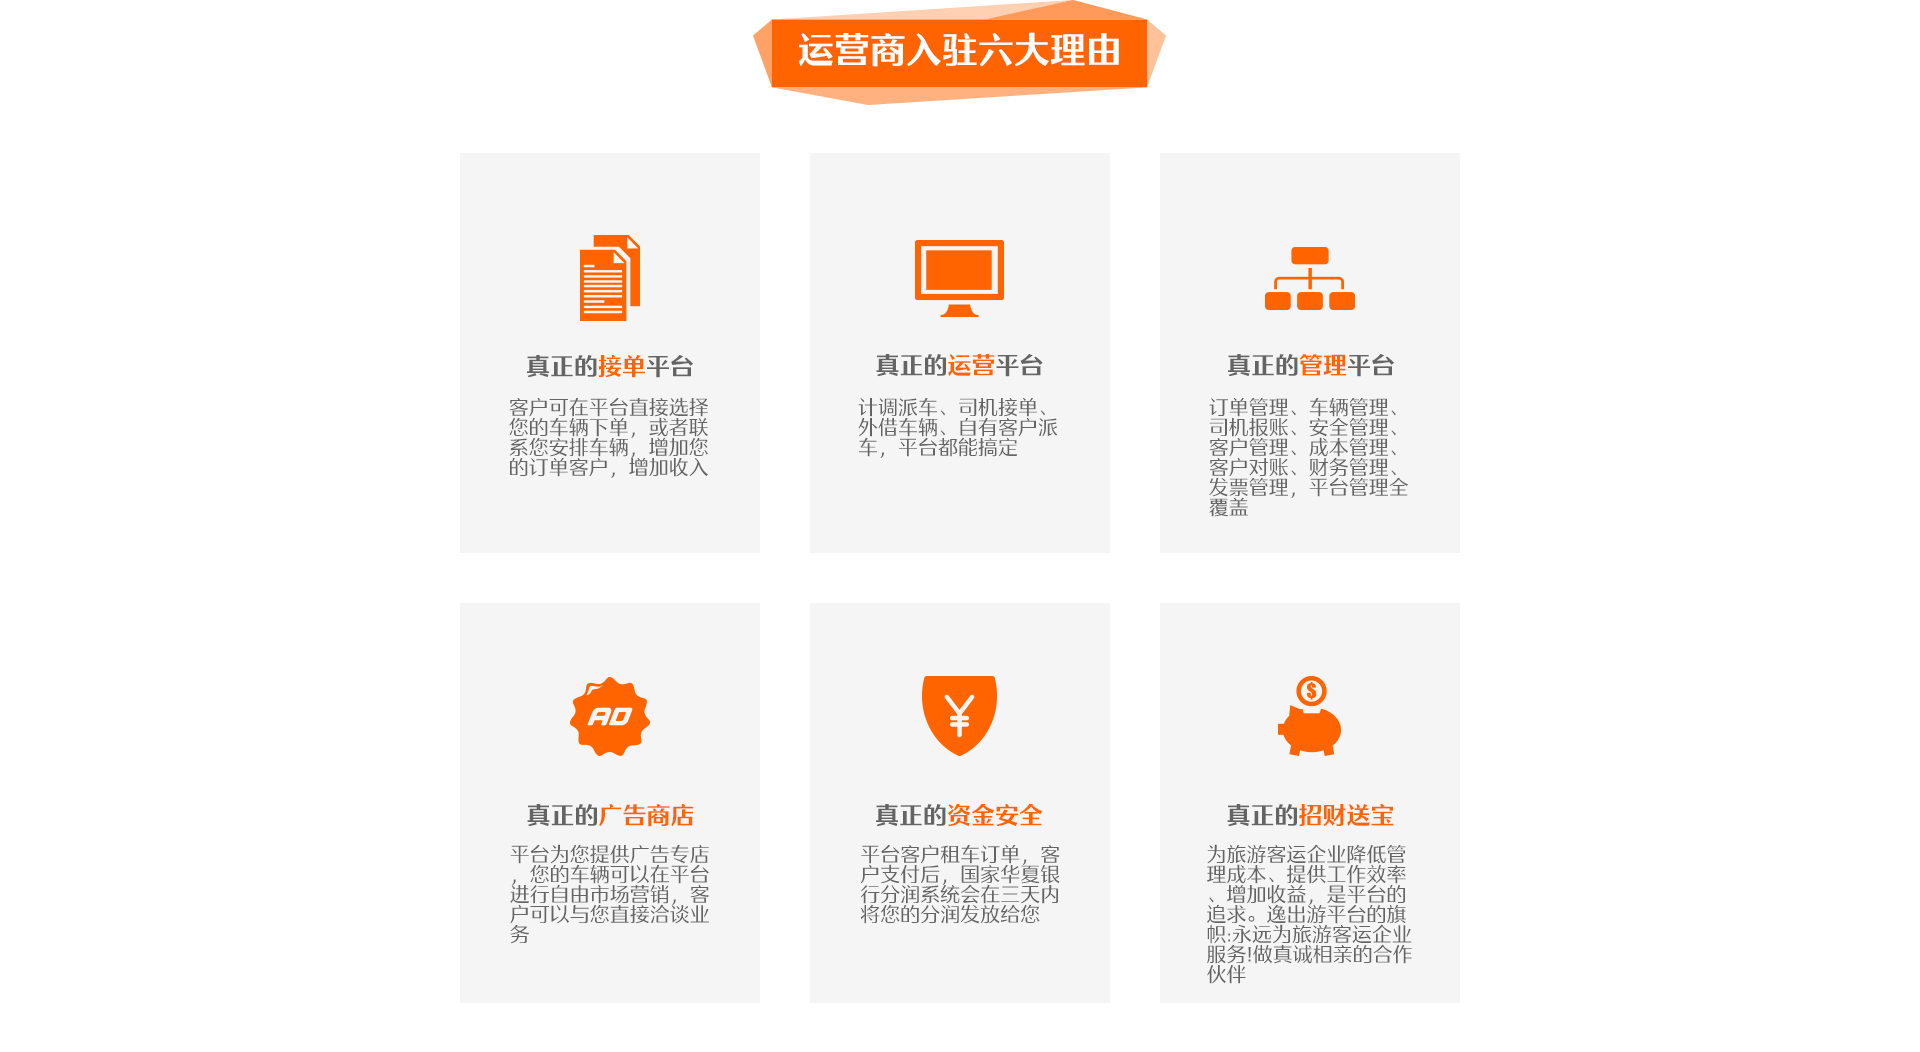 运营商入驻六大理由
真正的接单平台
客户可在平台直接选择
您的车辆下单，或者联
系您安排车辆，增加您
的订单客户，增加收入
真正的运营平台
计调派车、司机接单、
外借车辆、自有客户派
车，平台都能搞定
真正的管理平台
订单管理、车辆管理、
司机报账、安全管理、
客户管理、成本管理、
客户对账、财务管理、
发票管理，平台管理全
覆盖
AD
真正的广告商店
平台为您提供广告专店
，您的车辆可以在平台
进行自由市场营销，客
户可以与您直接洽谈业
务
¥
真正的资金安全
平台客户租车订单，客
户支付后，国家华夏银
行分润系统会在三天内
将您的分润发放给您
$
真正的招财送宝
为旅游客运企业降低管
理成本、提供工作效率
、增加收益，是平台的
追求。逸出游平台的旗
帜:永远为旅游客运企业
服务!做真诚相亲的合作
伙伴